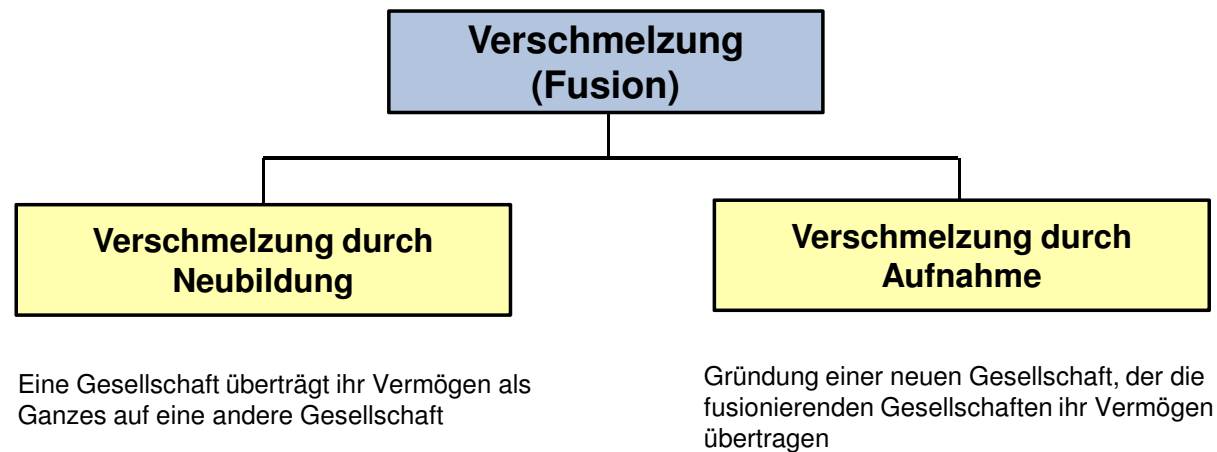 Verschmelzung
(Fusion)
Verschmelzung durch
Neubildung
Verschmelzung durch
Aufnahme
Eine Gesellschaft überträgt ihr Vermögen als
Ganzes auf eine andere Gesellschaft
Gründung einer neuen Gesellschaft, der die
fusionierenden Gesellschaften ihr Vermögen
übertragen